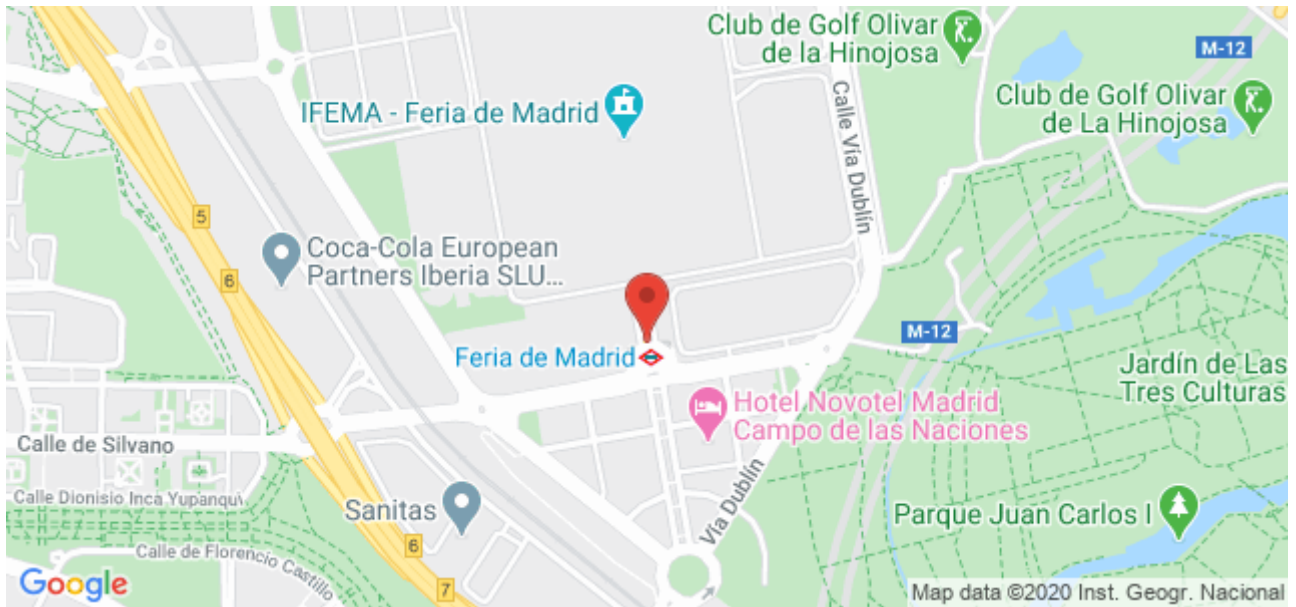 Club de Golf Olivar
de la Hinojosa
M-12
IFEMA - Feria de Madrid
Club de Golf Olivar
de La Hinojosa
Calle Vía Dublín
5
Coca-Cola European
Partners Iberia SLU...
6
M-12
Feria de Madrid
Jardín de Las
Tres Culturas
Hotel Novotel Madrid
Campo de las Naciones
Calle de Silvano
Calle Dionisio Inca Yupanqui
Sanitas
Vía Dublín
Parque Juan Carlos I
6
Calle de Florencio Castillo
7
Google
Map data ©2020 Inst. Geogr. Nacional